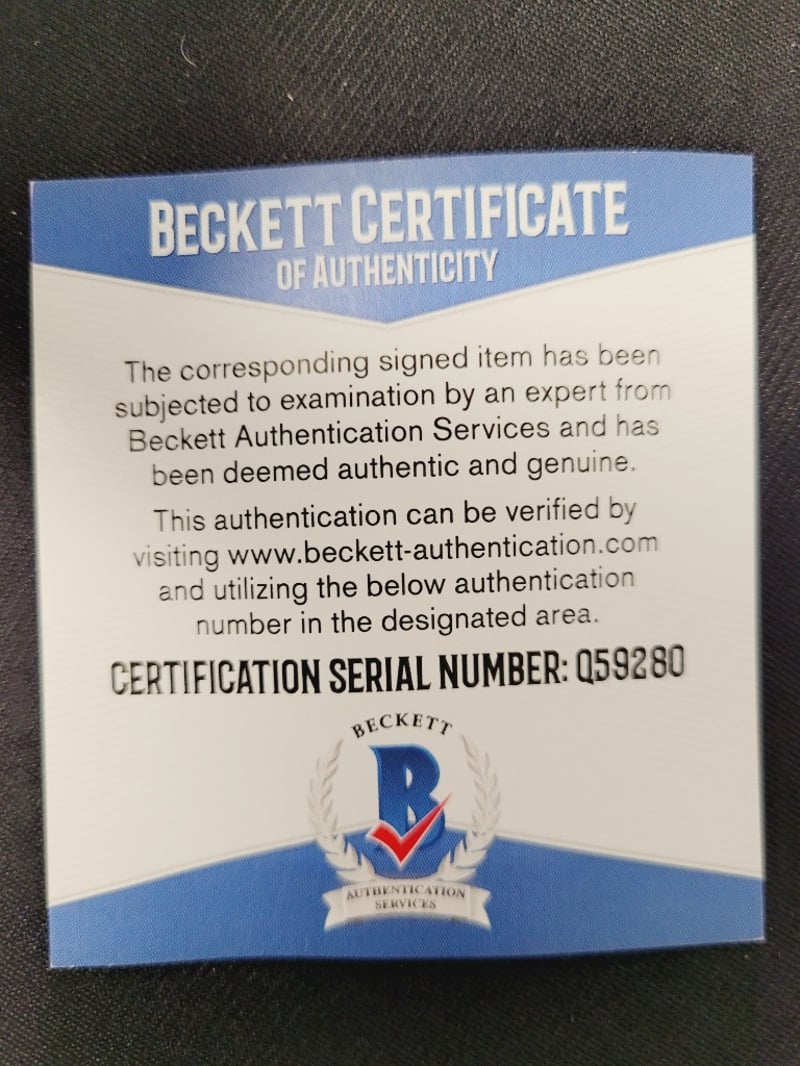 BECKETT CERTIFICATE
OF AUTHENTICITY
The corresponding signed item has been
subjected to examination by an expert from
Beckett Authentication Services and has
been deemed authentic and genuine.
This authentication can be verified by
visiting www.beckett-authentication.com
and utilizing the below authentication
number in the designated area.
CERTIFICATION SERIAL NUMBER: Q59280
BECKETT
B
AUTHENTICATION
SERVICES